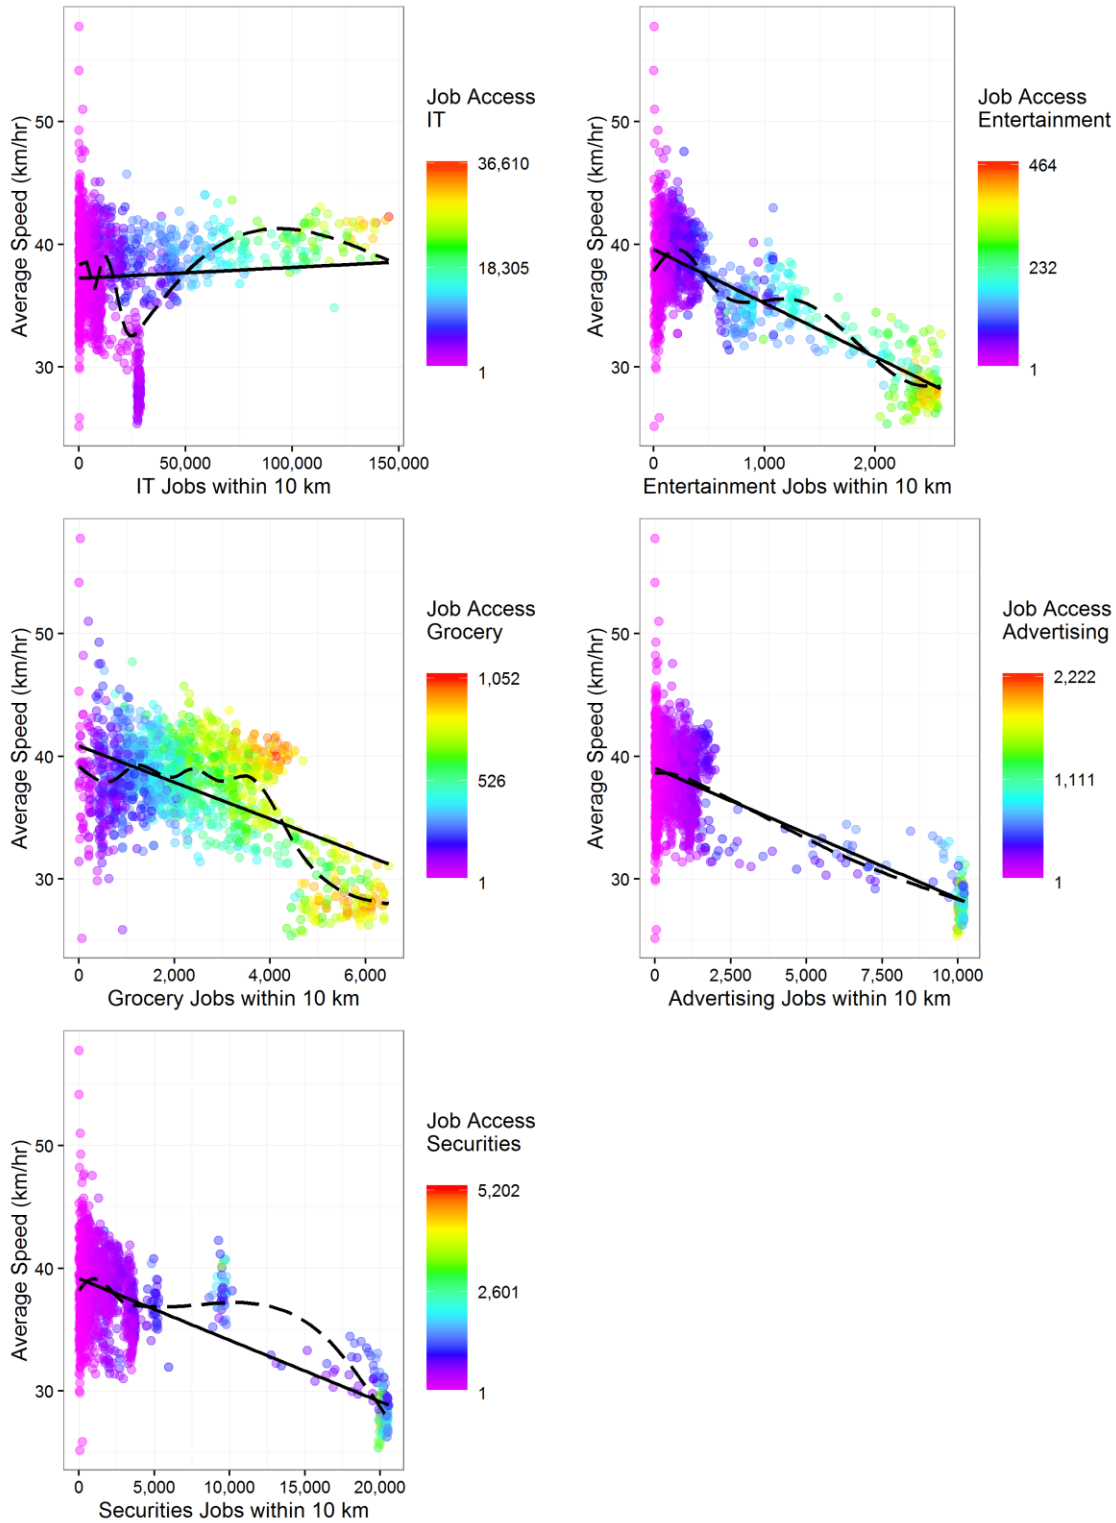 Average Speed (km/hr)
50
40
30
0
50,000
100,000
150,000
IT Jobs within 10 km
Job Access
IT
36,610
18,305
1
Average Speed (km/hr)
50
40
30
0
1,000
2,000
Entertainment Jobs within 10 km
Job Access
Entertainment
464
232
1
Average Speed (km/hr)
50
40
30
0
2,000
4,000
6,000
Grocery Jobs within 10 km
Job Access
Grocery
1,052
526
1
Average Speed (km/hr)
50
40
30
0
2,500
5,000
7,500
10,000
Advertising Jobs within 10 km
Job Access
Advertising
2,222
1,111
1
Average Speed (km/hr)
50
40
30
0
5,000
10,000
15,000
20,000
Securities Jobs within 10 km
Job Access
Securities
5,202
2,601
1